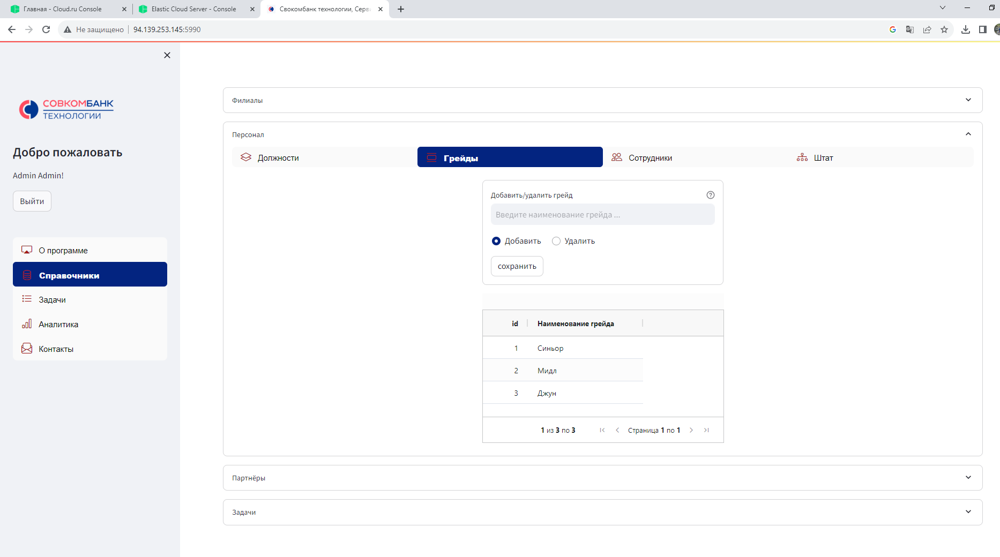 Главная - Cloud.ru Console
Elastic Cloud Server - Console
Свокомбанк технологии, Серв
Не защищено
94.139.253.145:5990
СОВКОМБАНК
ТЕХНОЛОГИИ
Добро пожаловать
Admin Admin!
Выйти
О программе
Справочники
Задачи
Аналитика
Контакты
Филиалы
Персонал
Должности
Грейды
Сотрудники
Штат
Добавить/удалить грейд
Введите наименование грейда ...
Добавить
Удалить
сохранить
id Наименование грейда
1 Синьор
2 Мидл
3 Джун
1 из 3 по 3 Страница 1 по 1
Партнёры
Задачи